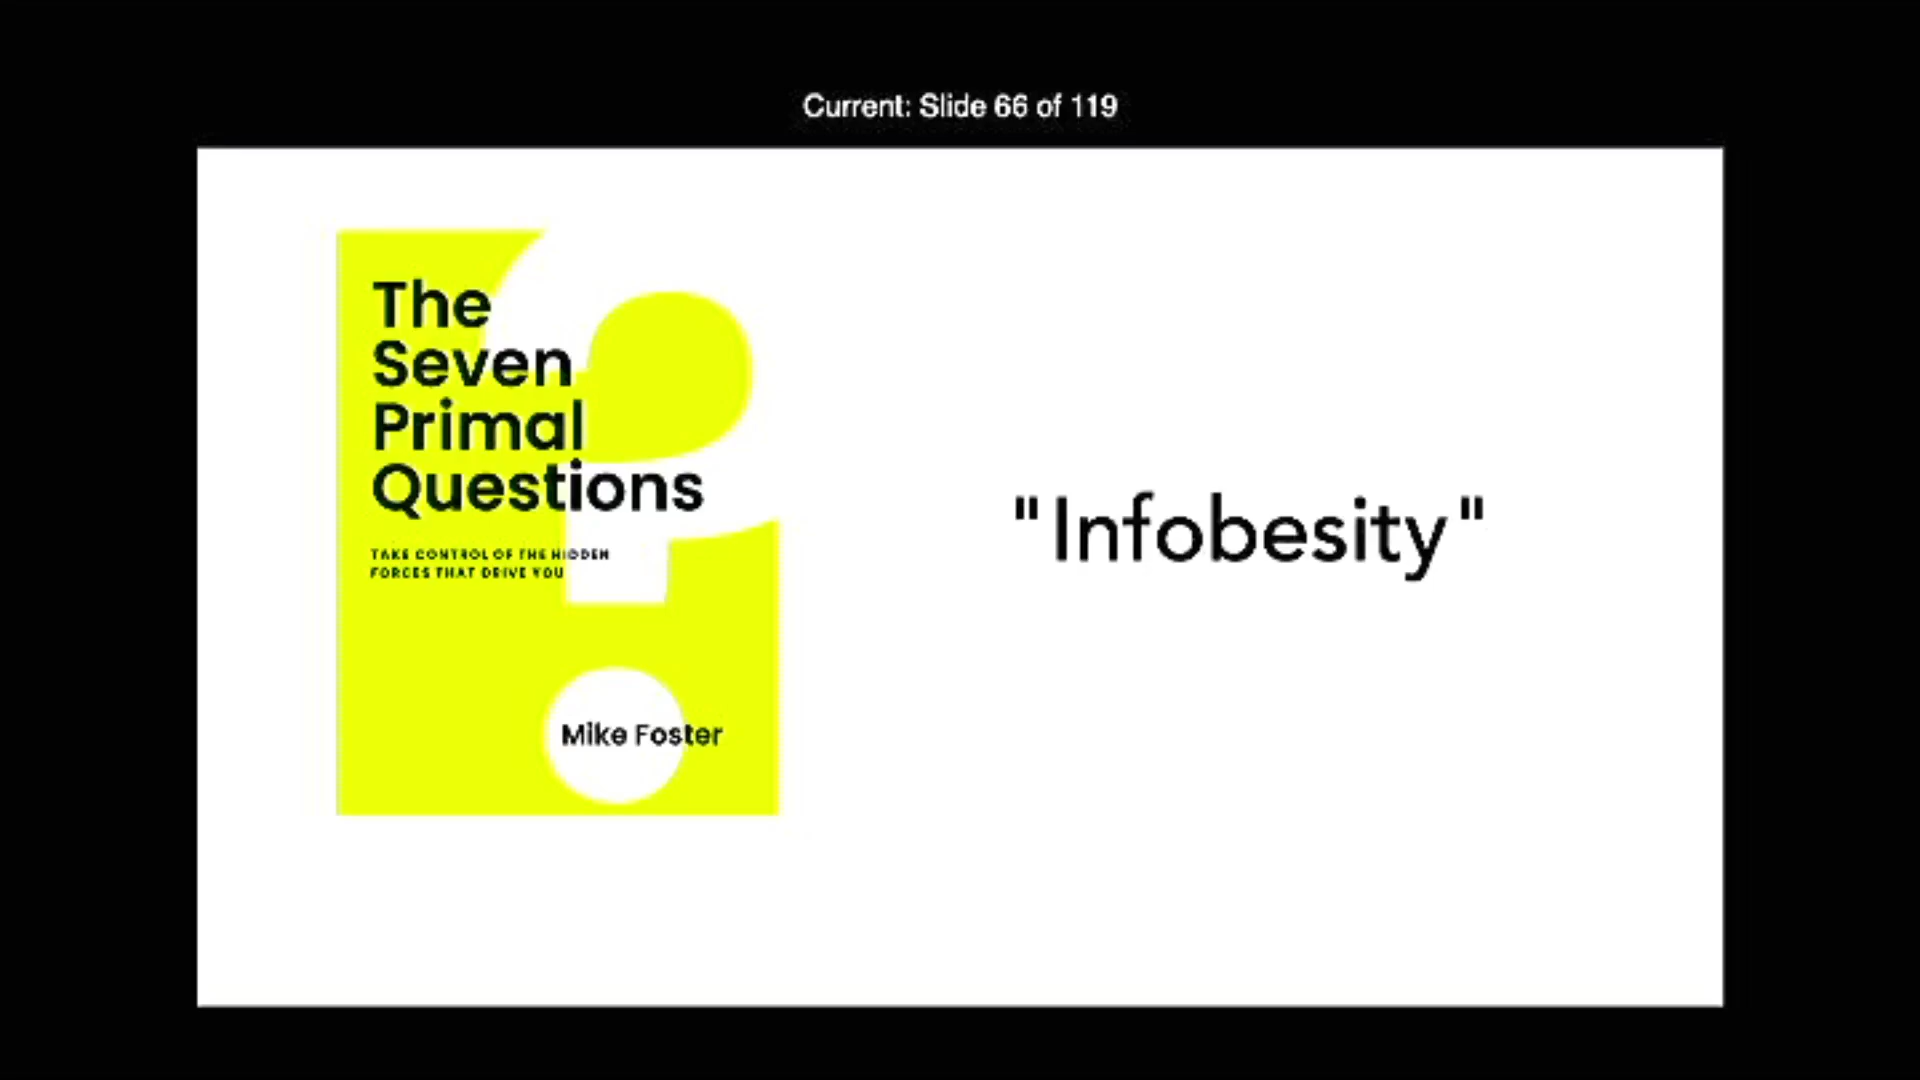 Current: Slide 66 of 119
The
Seven
Primal
Questions
TAKE CONTROL OF THE HIDDEN
FORCES THAT DRIVE YOU
Mike Foster
"Infobesity"